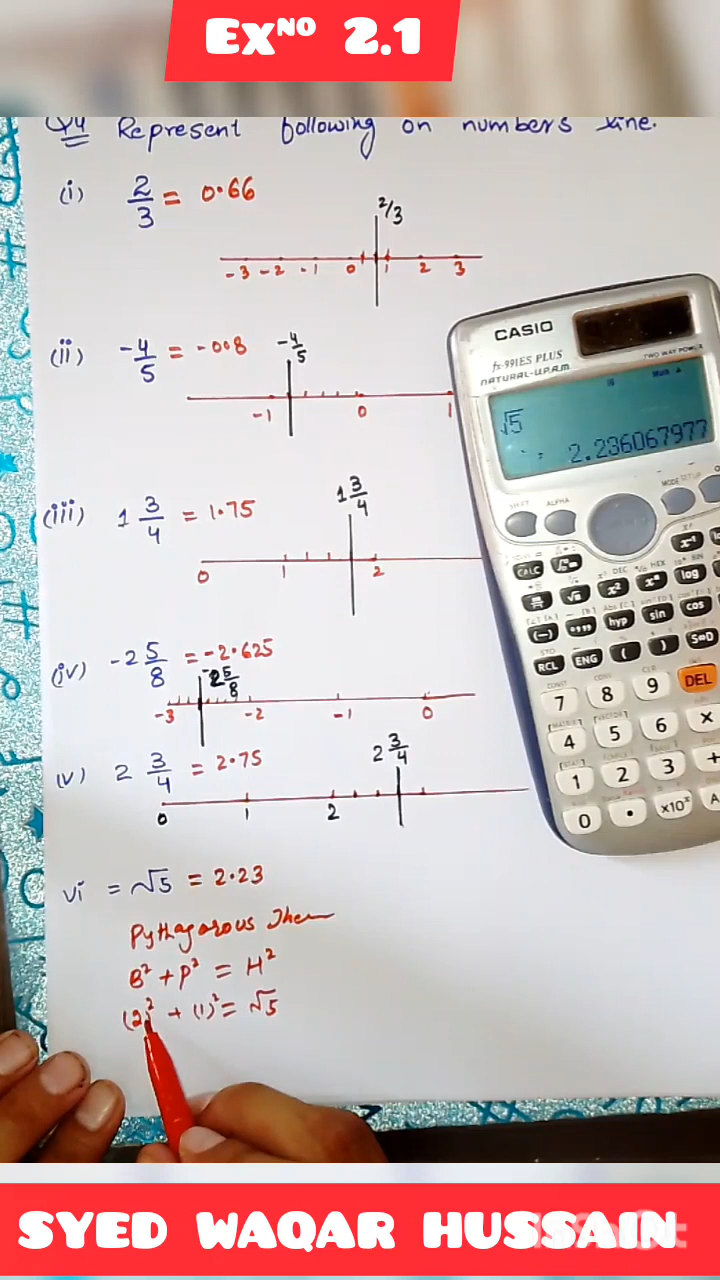 Exᴺᴼ 2.1
Q4 Represent following on numbers line.
(i) 2/3 = 0.66
2/3
-3 -2 -1 0 1 2 3
(ii) -4/5 = -0.8
-4/5
-1 0 1
(iii) 1 3/4 = 1.75
1 3/4
0 1 2
(iv) -2 5/8 = -2.625
-2 5/8
-3 -2 -1 0
(v) 2 3/4 = 2.75
2 3/4
0 1 2
vi = √5 = 2.23
Pythagorous Them
B² + P² = H²
(2)² + (1)² = √5
CASIO
fx-991ES PLUS
NATURAL-V.P.A.M.
TWO WAY POWER
√5
2.236067977
SHIFT ALPHA MODE SETUP
CALC x⁻¹
√ x² log
(-) hyp sin cos
RCL ENG ( ) S⇔D
7 8 9 DEL
4 5 6 ×
1 2 3 +
0 . ×10ˣ
SYED WAQAR HUSSAIN